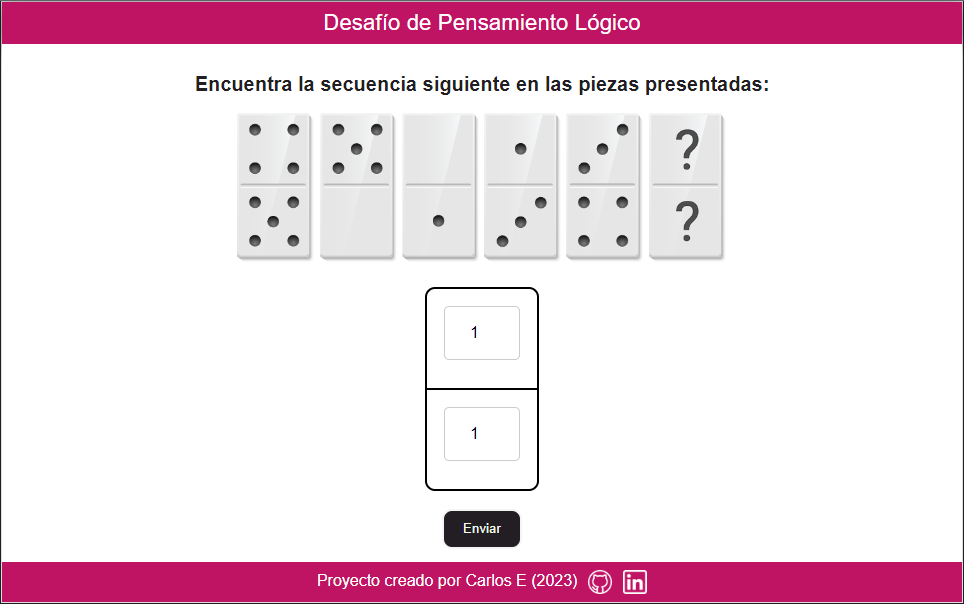 Desafío de Pensamiento Lógico
Encuentra la secuencia siguiente en las piezas presentadas:
?
?
1
1
Enviar
Proyecto creado por Carlos E (2023) in